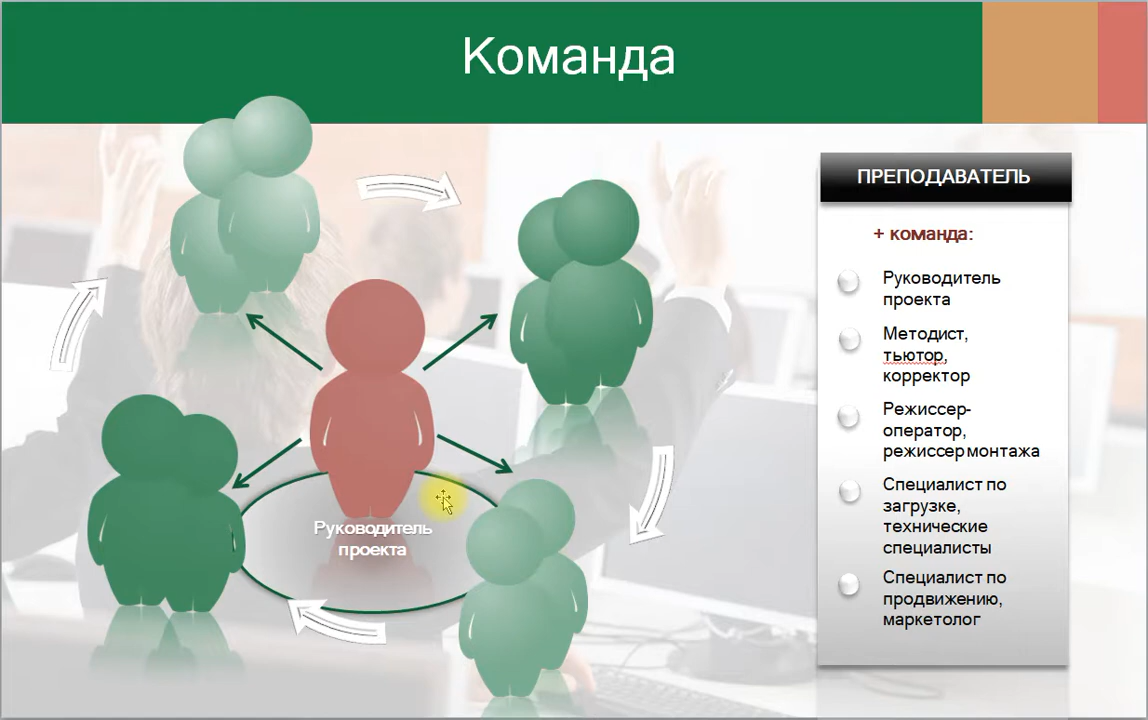 Команда
ПРЕПОДАВАТЕЛЬ
+ команда:
Руководитель
проекта
Методист,
тьютор,
корректор
Режиссер-
оператор,
режиссер монтажа
Специалист по
загрузке,
технические
специалисты
Специалист по
продвижению,
маркетолог
Руководитель
проекта